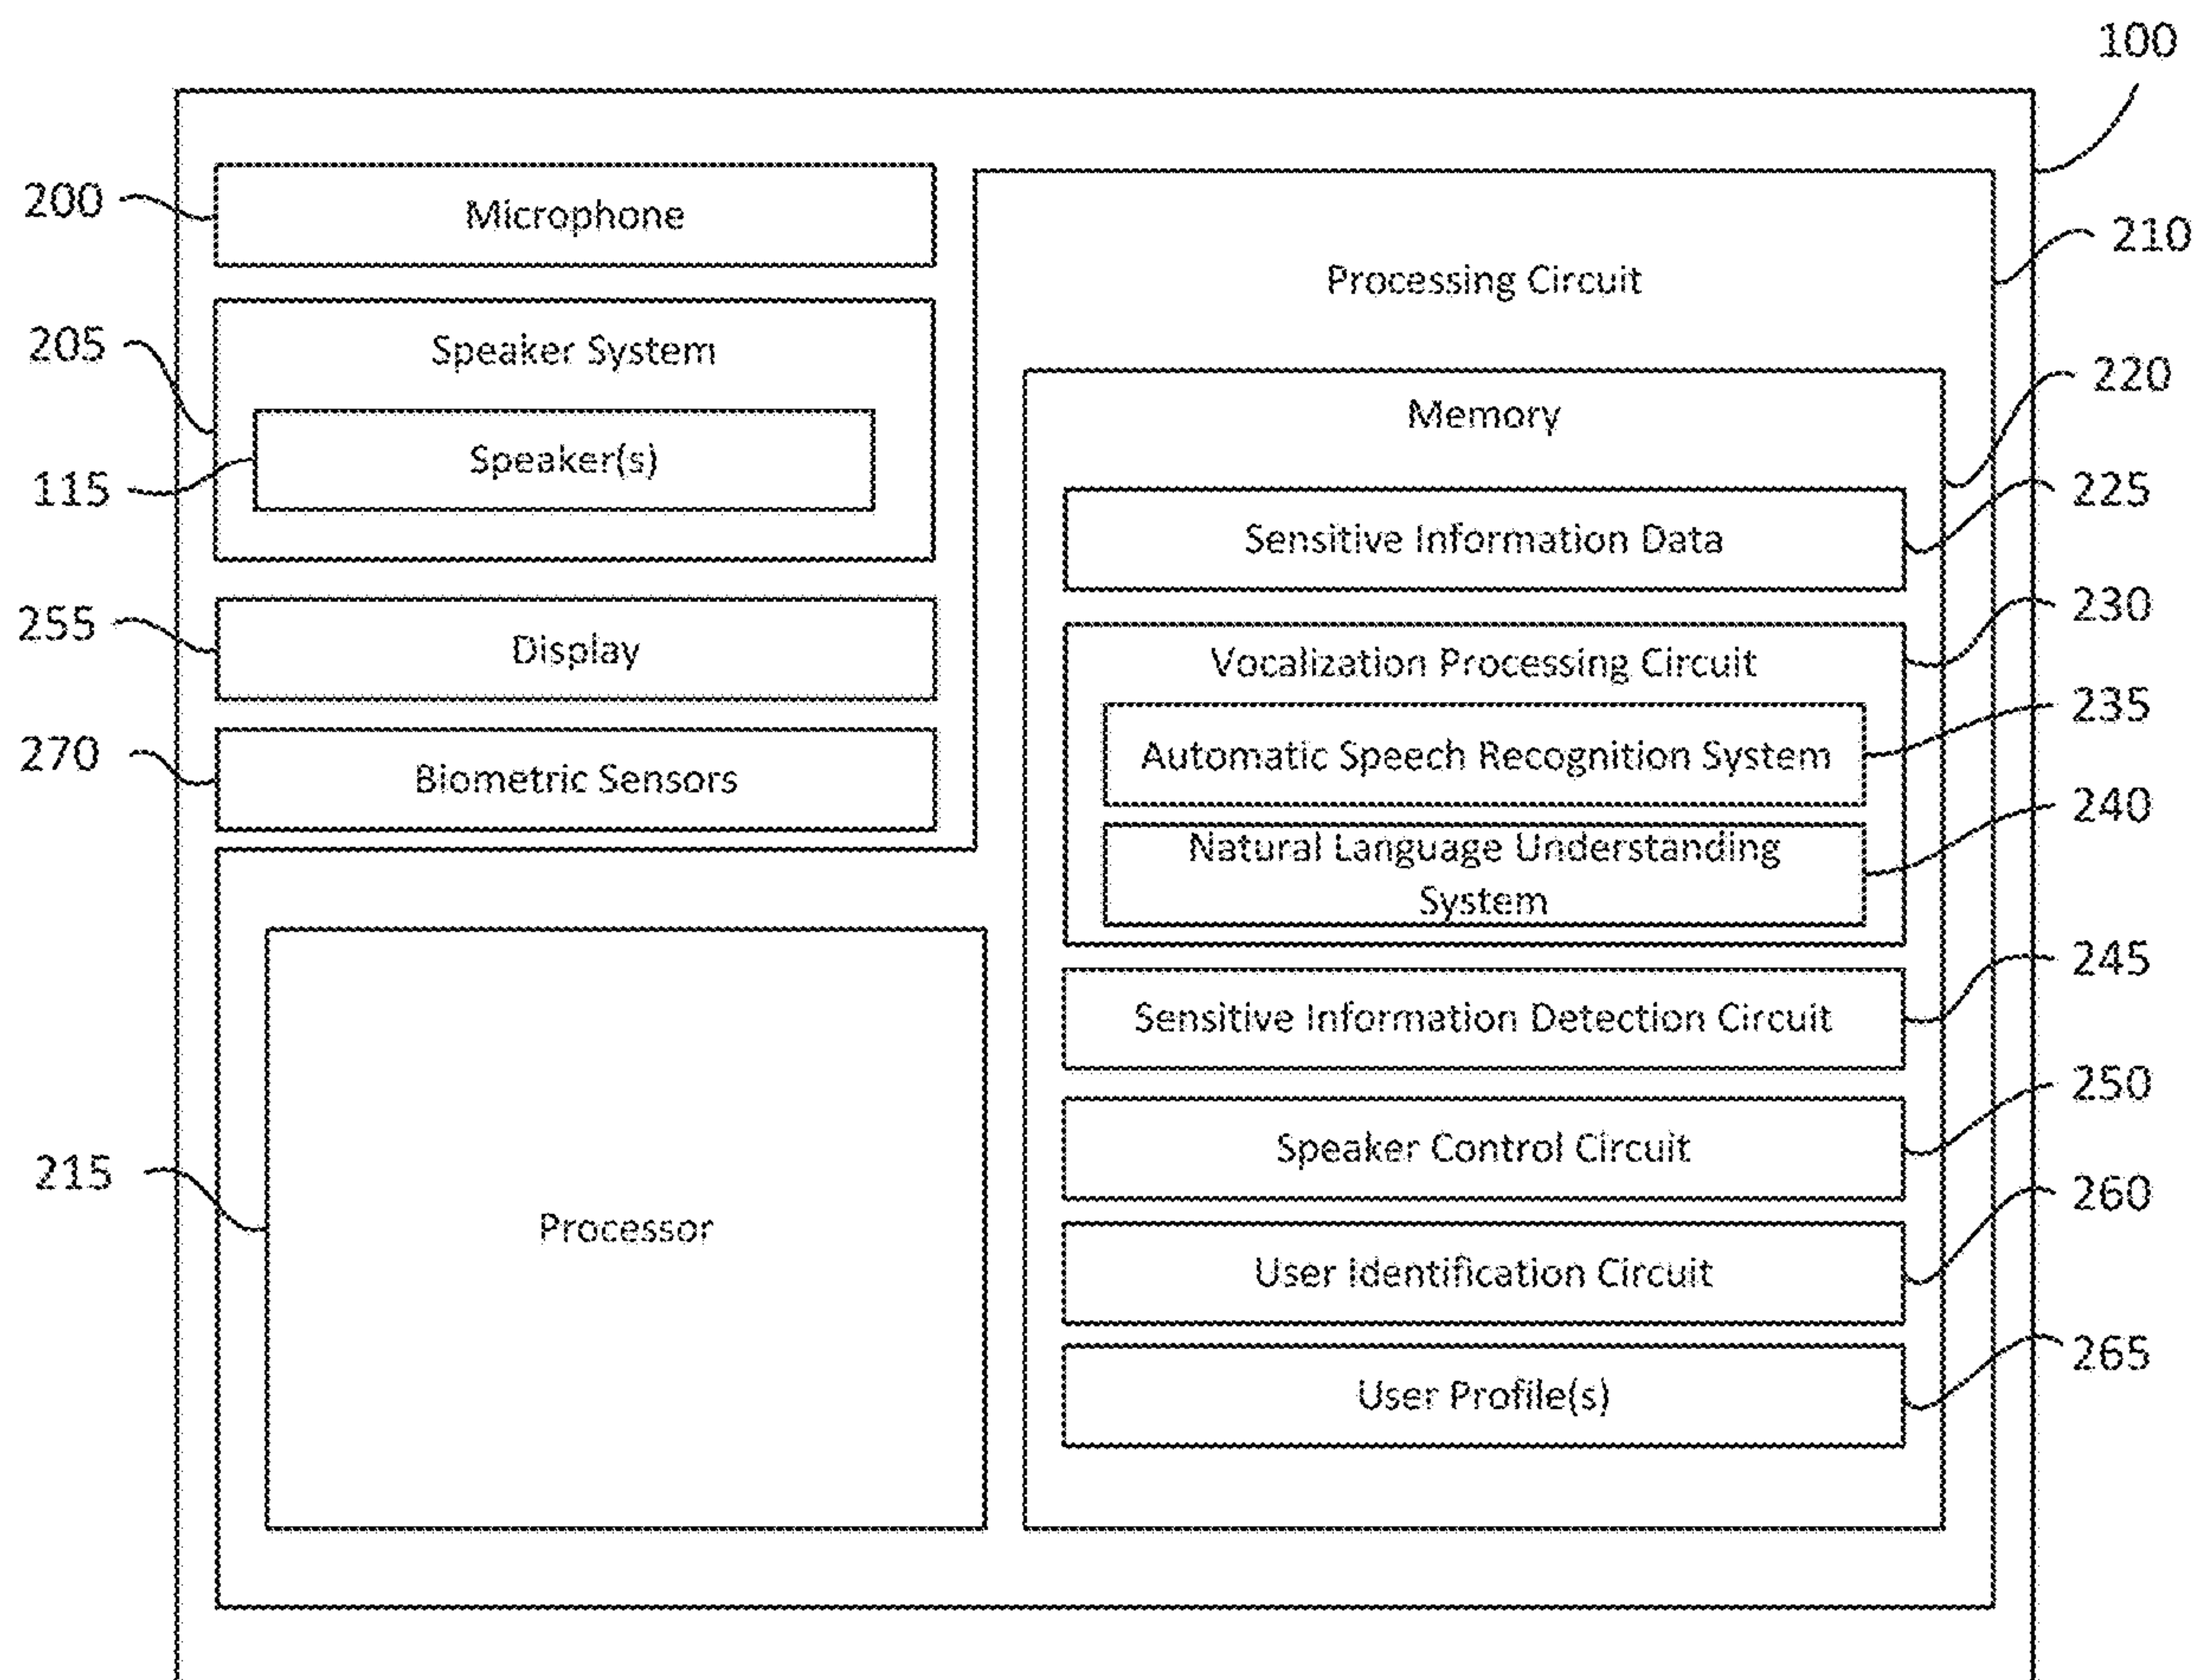 100
200
Microphone
210
Processing Circuit
205
Speaker System
220
Memory
115
Speaker(s)
225
Sensitive Information Data
255
Display
230
Vocalization Processing Circuit
235
Automatic Speech Recognition System
270
Biometric Sensors
240
Natural Language Understanding
System
245
Sensitive Information Detection Circuit
250
Speaker Control Circuit
215
Processor
260
User Identification Circuit
265
User Profile(s)